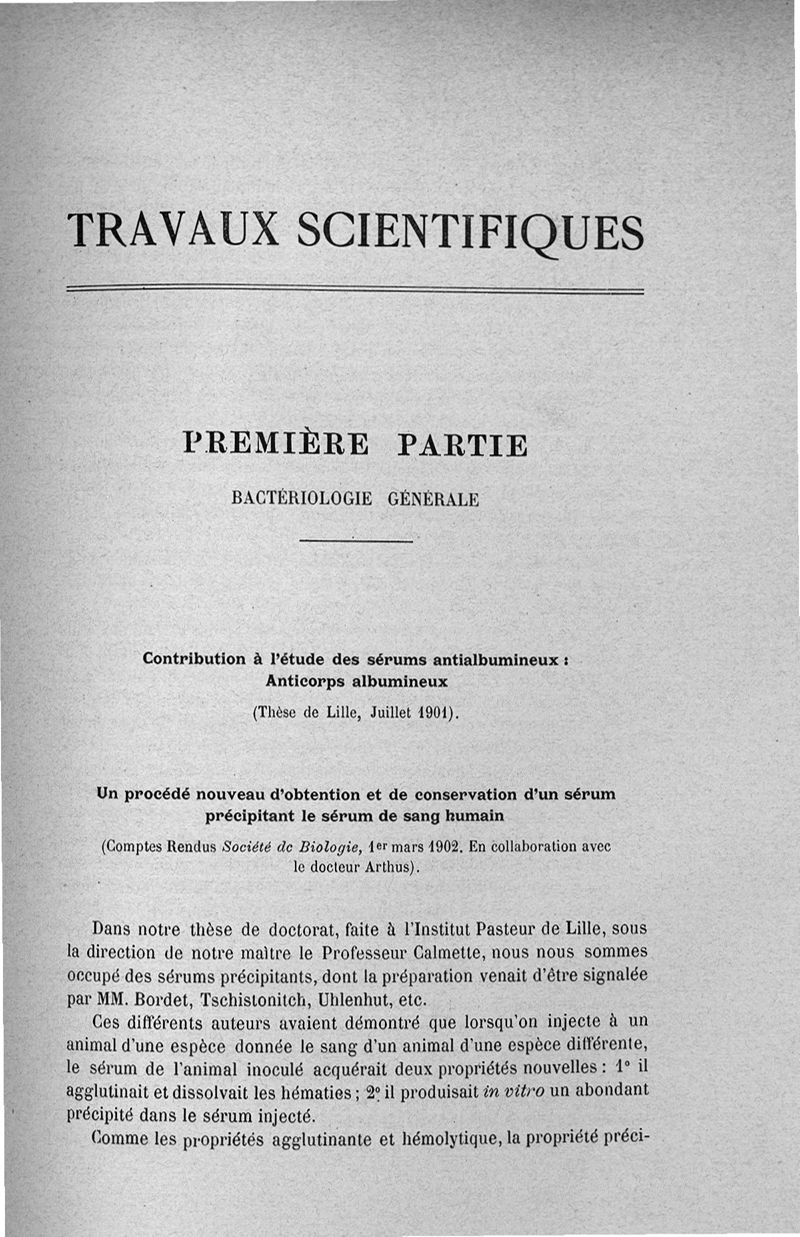 TRAVAUX SCIENTIFIQUES
PREMIÈRE PARTIE
BACTÉRIOLOGIE GÉNÉRALE
Contribution à l'étude des sérums antialbumineux :
Anticorps albumineux
(Thèse de Lille, Juillet 1901).
Un procédé nouveau d'obtention et de conservation d'un sérum
précipitant le sérum de sang humain
(Comptes Rendus Société de Biologie, 1er mars 1902. En collaboration avec
le docteur Arthus).
Dans notre thèse de doctorat, faite à l'Institut Pasteur de Lille, sous
la direction de notre maître le Professeur Calmette, nous nous sommes
occupé des sérums précipitants, dont la préparation venait d'être signalée
par MM. Bordet, Tschistonitch, Uhlenhut, etc.
Ces différents auteurs avaient démontré que lorsqu'on injecte à un
animal d'une espèce donnée le sang d'un animal d'une espèce différente,
le sérum de l'animal inoculé acquérait deux propriétés nouvelles : 1° il
agglutinait et dissolvait les hématies ; 2° il produisait in vitro un abondant
précipité dans le sérum injecté.
Comme les propriétés agglutinante et hémolytique, la propriété préci-